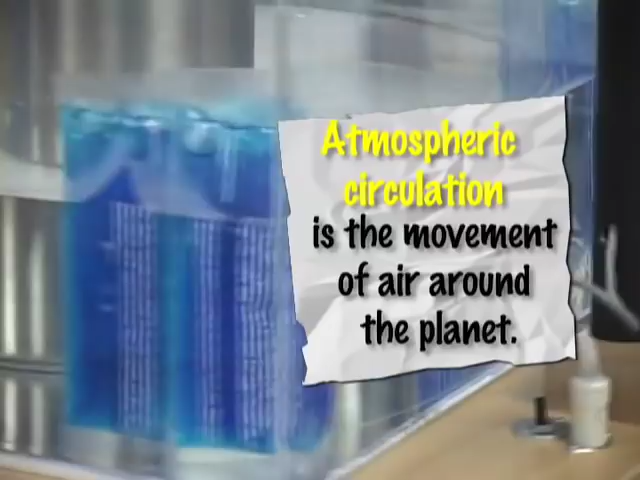 Atmospheric
circulation
is the movement
of air around
the planet.